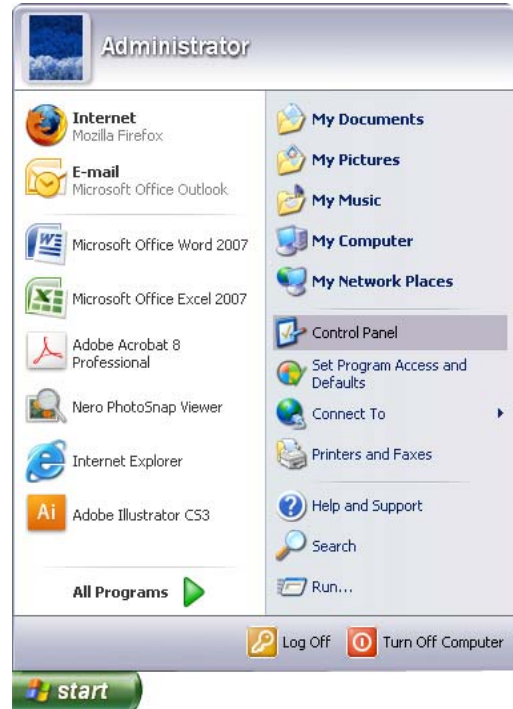 Administrator
Internet
Mozilla Firefox
E-mail
Microsoft Office Outlook
Microsoft Office Word 2007
Microsoft Office Excel 2007
Adobe Acrobat 8
Professional
Nero PhotoSnap Viewer
Internet Explorer
Ai
Adobe Illustrator CS3
All Programs
My Documents
My Pictures
My Music
My Computer
My Network Places
Control Panel
Set Program Access and
Defaults
Connect To
Printers and Faxes
Help and Support
Search
Run...
Log Off
Turn Off Computer
start